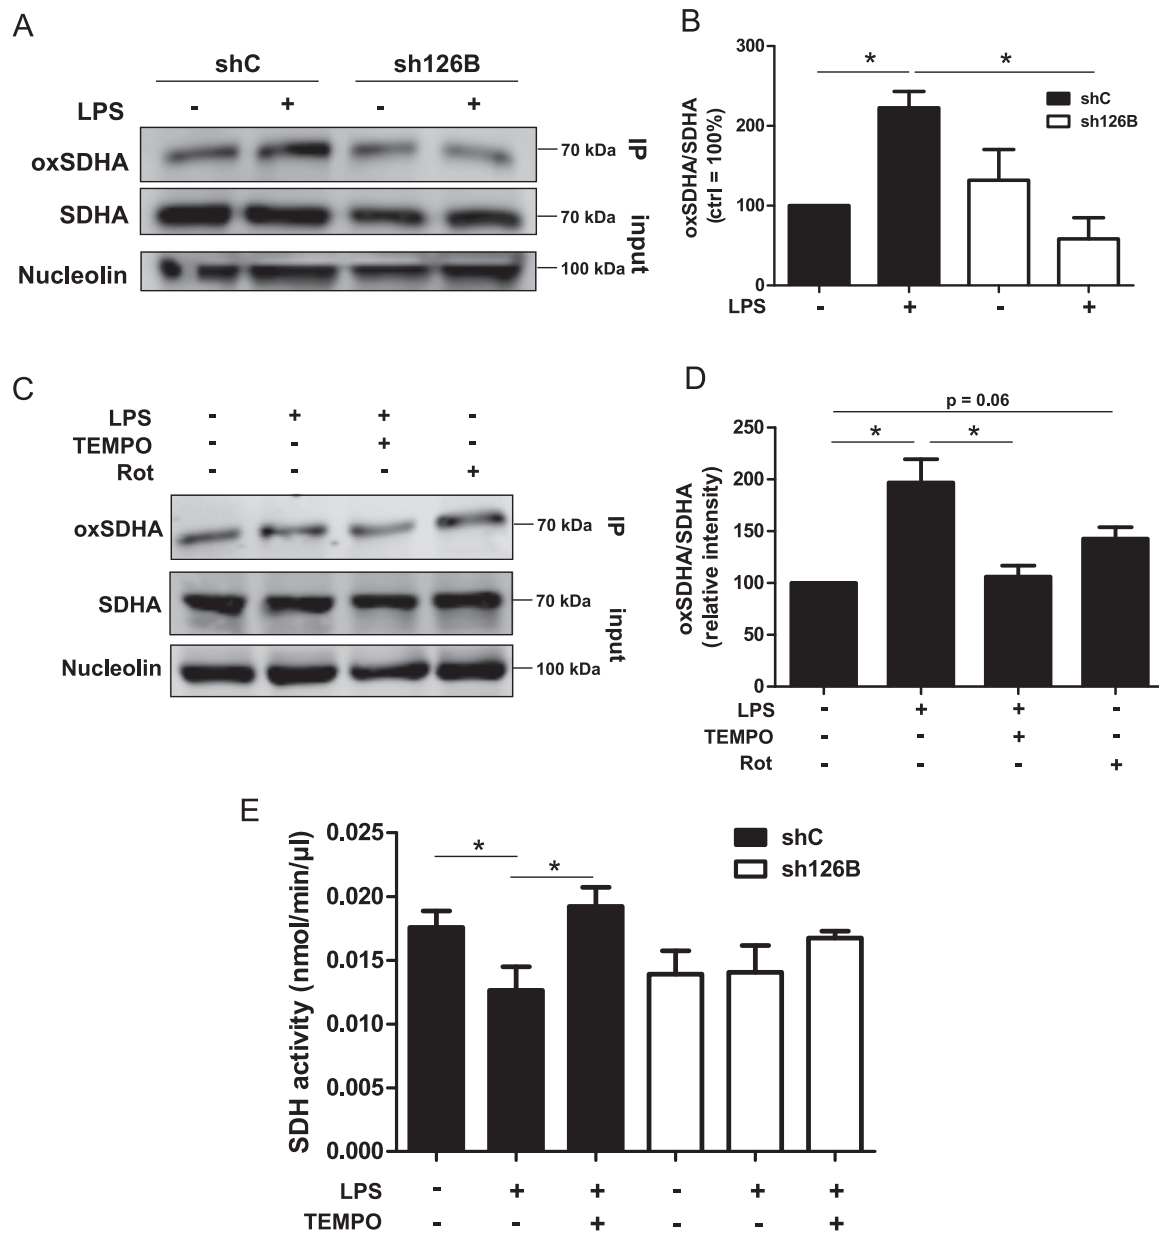 A
shC sh126B
LPS - + - +
oxSDHA 70 kDa IP
SDHA 70 kDa input
Nucleolin 100 kDa
B
oxSDHA/SDHA
(ctrl = 100%)
300
200
100
0
* *
shC
sh126B
LPS - + - +
C
LPS - + + -
TEMPO - - + -
Rot - - - +
oxSDHA 70 kDa IP
SDHA 70 kDa input
Nucleolin 100 kDa
D
oxSDHA/SDHA
(relative intensity)
p = 0.06
* *
250
200
150
100
50
0
LPS - + + -
TEMPO - - + -
Rot - - - +
E
SDH activity (nmol/min/µl)
0.025
0.020
0.015
0.010
0.005
0.000
* *
shC
sh126B
LPS - + + - + +
TEMPO - - + - - +